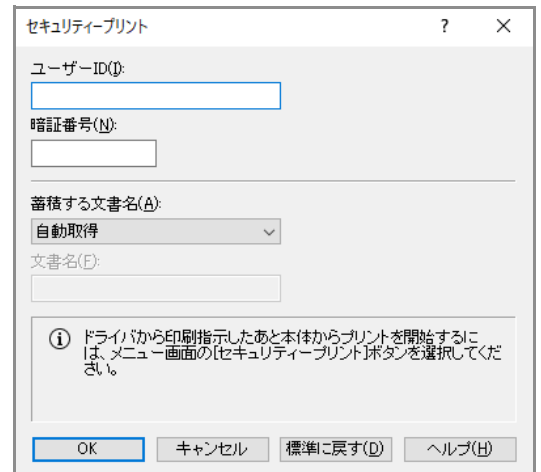 セキュリティープリント ? ×
ユーザーID(I):
暗証番号(N):
蓄積する文書名(A):
自動取得
文書名(F):
ドライバから印刷指示したあと本体からプリントを開始するに
は、メニュー画面の[セキュリティープリント]ボタンを選択してくだ
さい。
OK キャンセル 標準に戻す(D) ヘルプ(H)